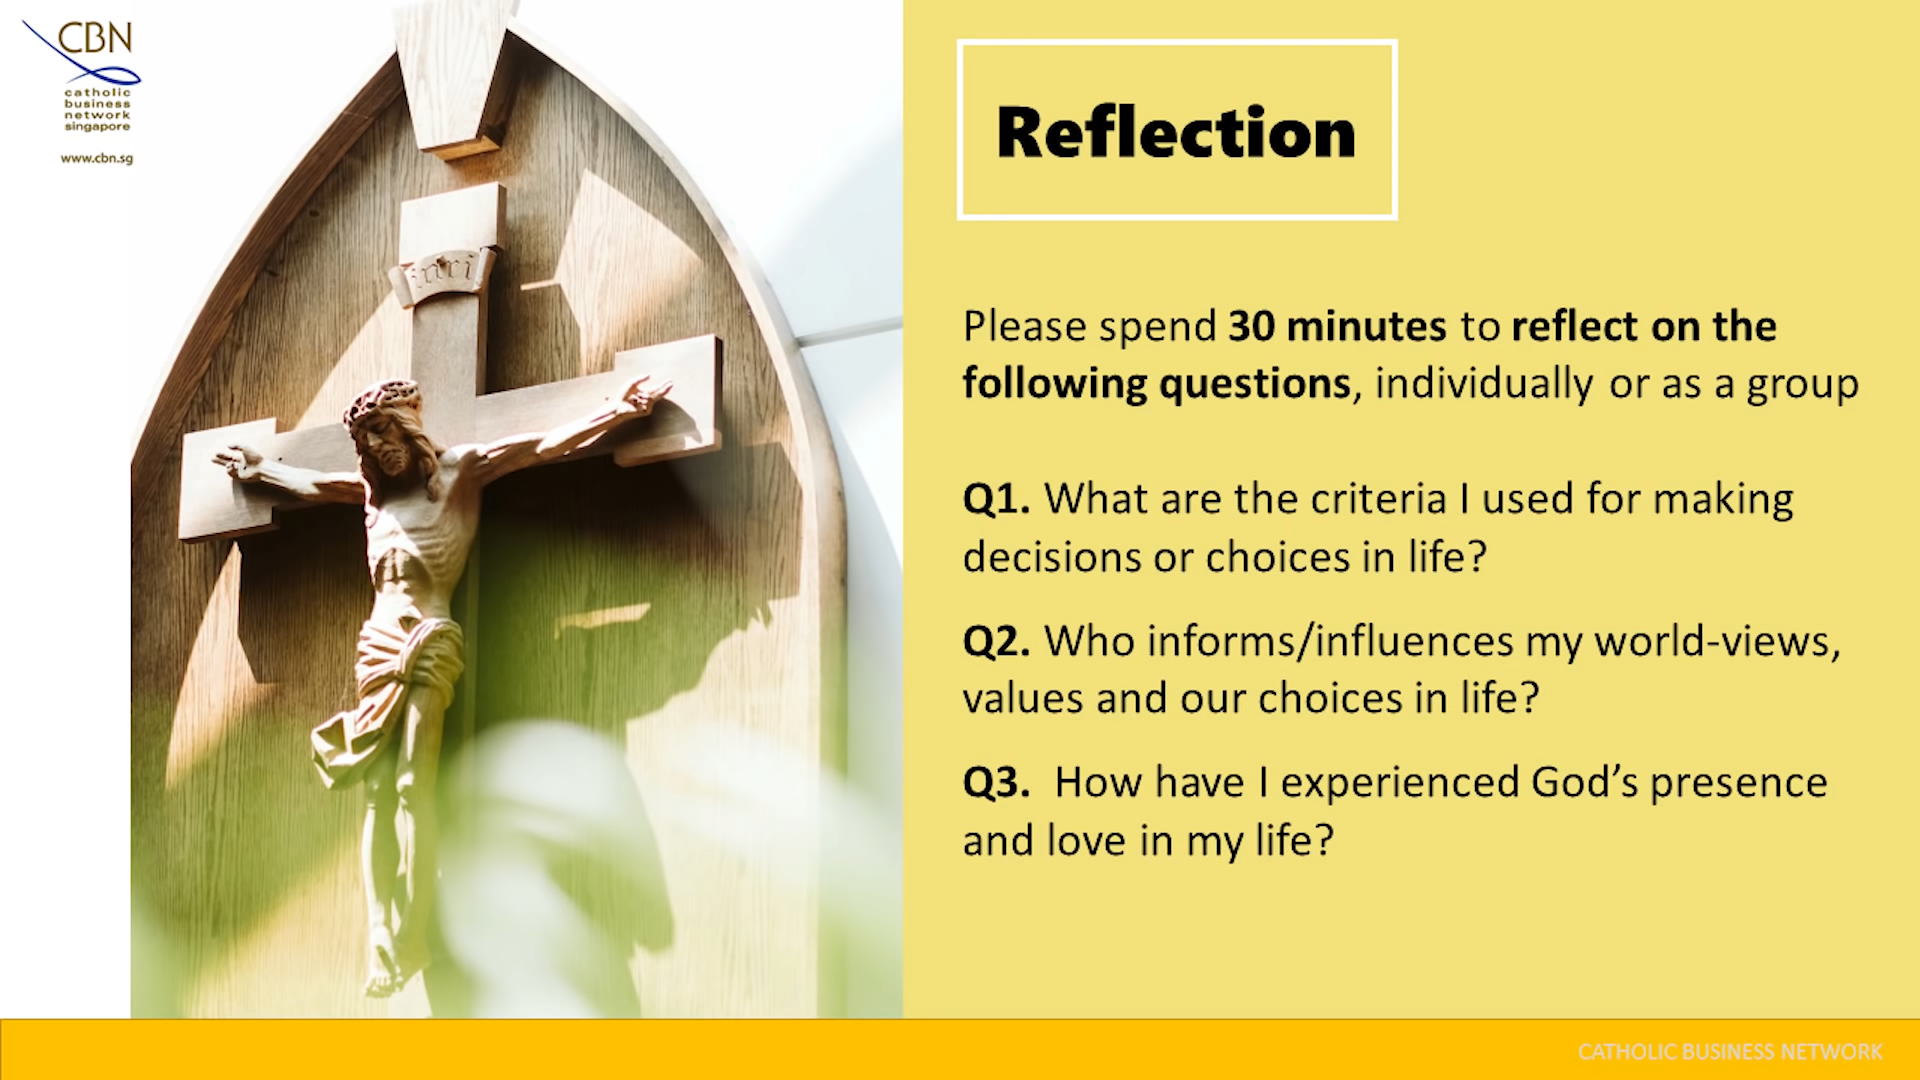 CBN
catholic
business
network
singapore
www.cbn.sg
inri
Reflection
Please spend 30 minutes to reflect on the
following questions, individually or as a group
Q1. What are the criteria I used for making
decisions or choices in life?
Q2. Who informs/influences my world-views,
values and our choices in life?
Q3. How have I experienced God’s presence
and love in my life?
CATHOLIC BUSINESS NETWORK